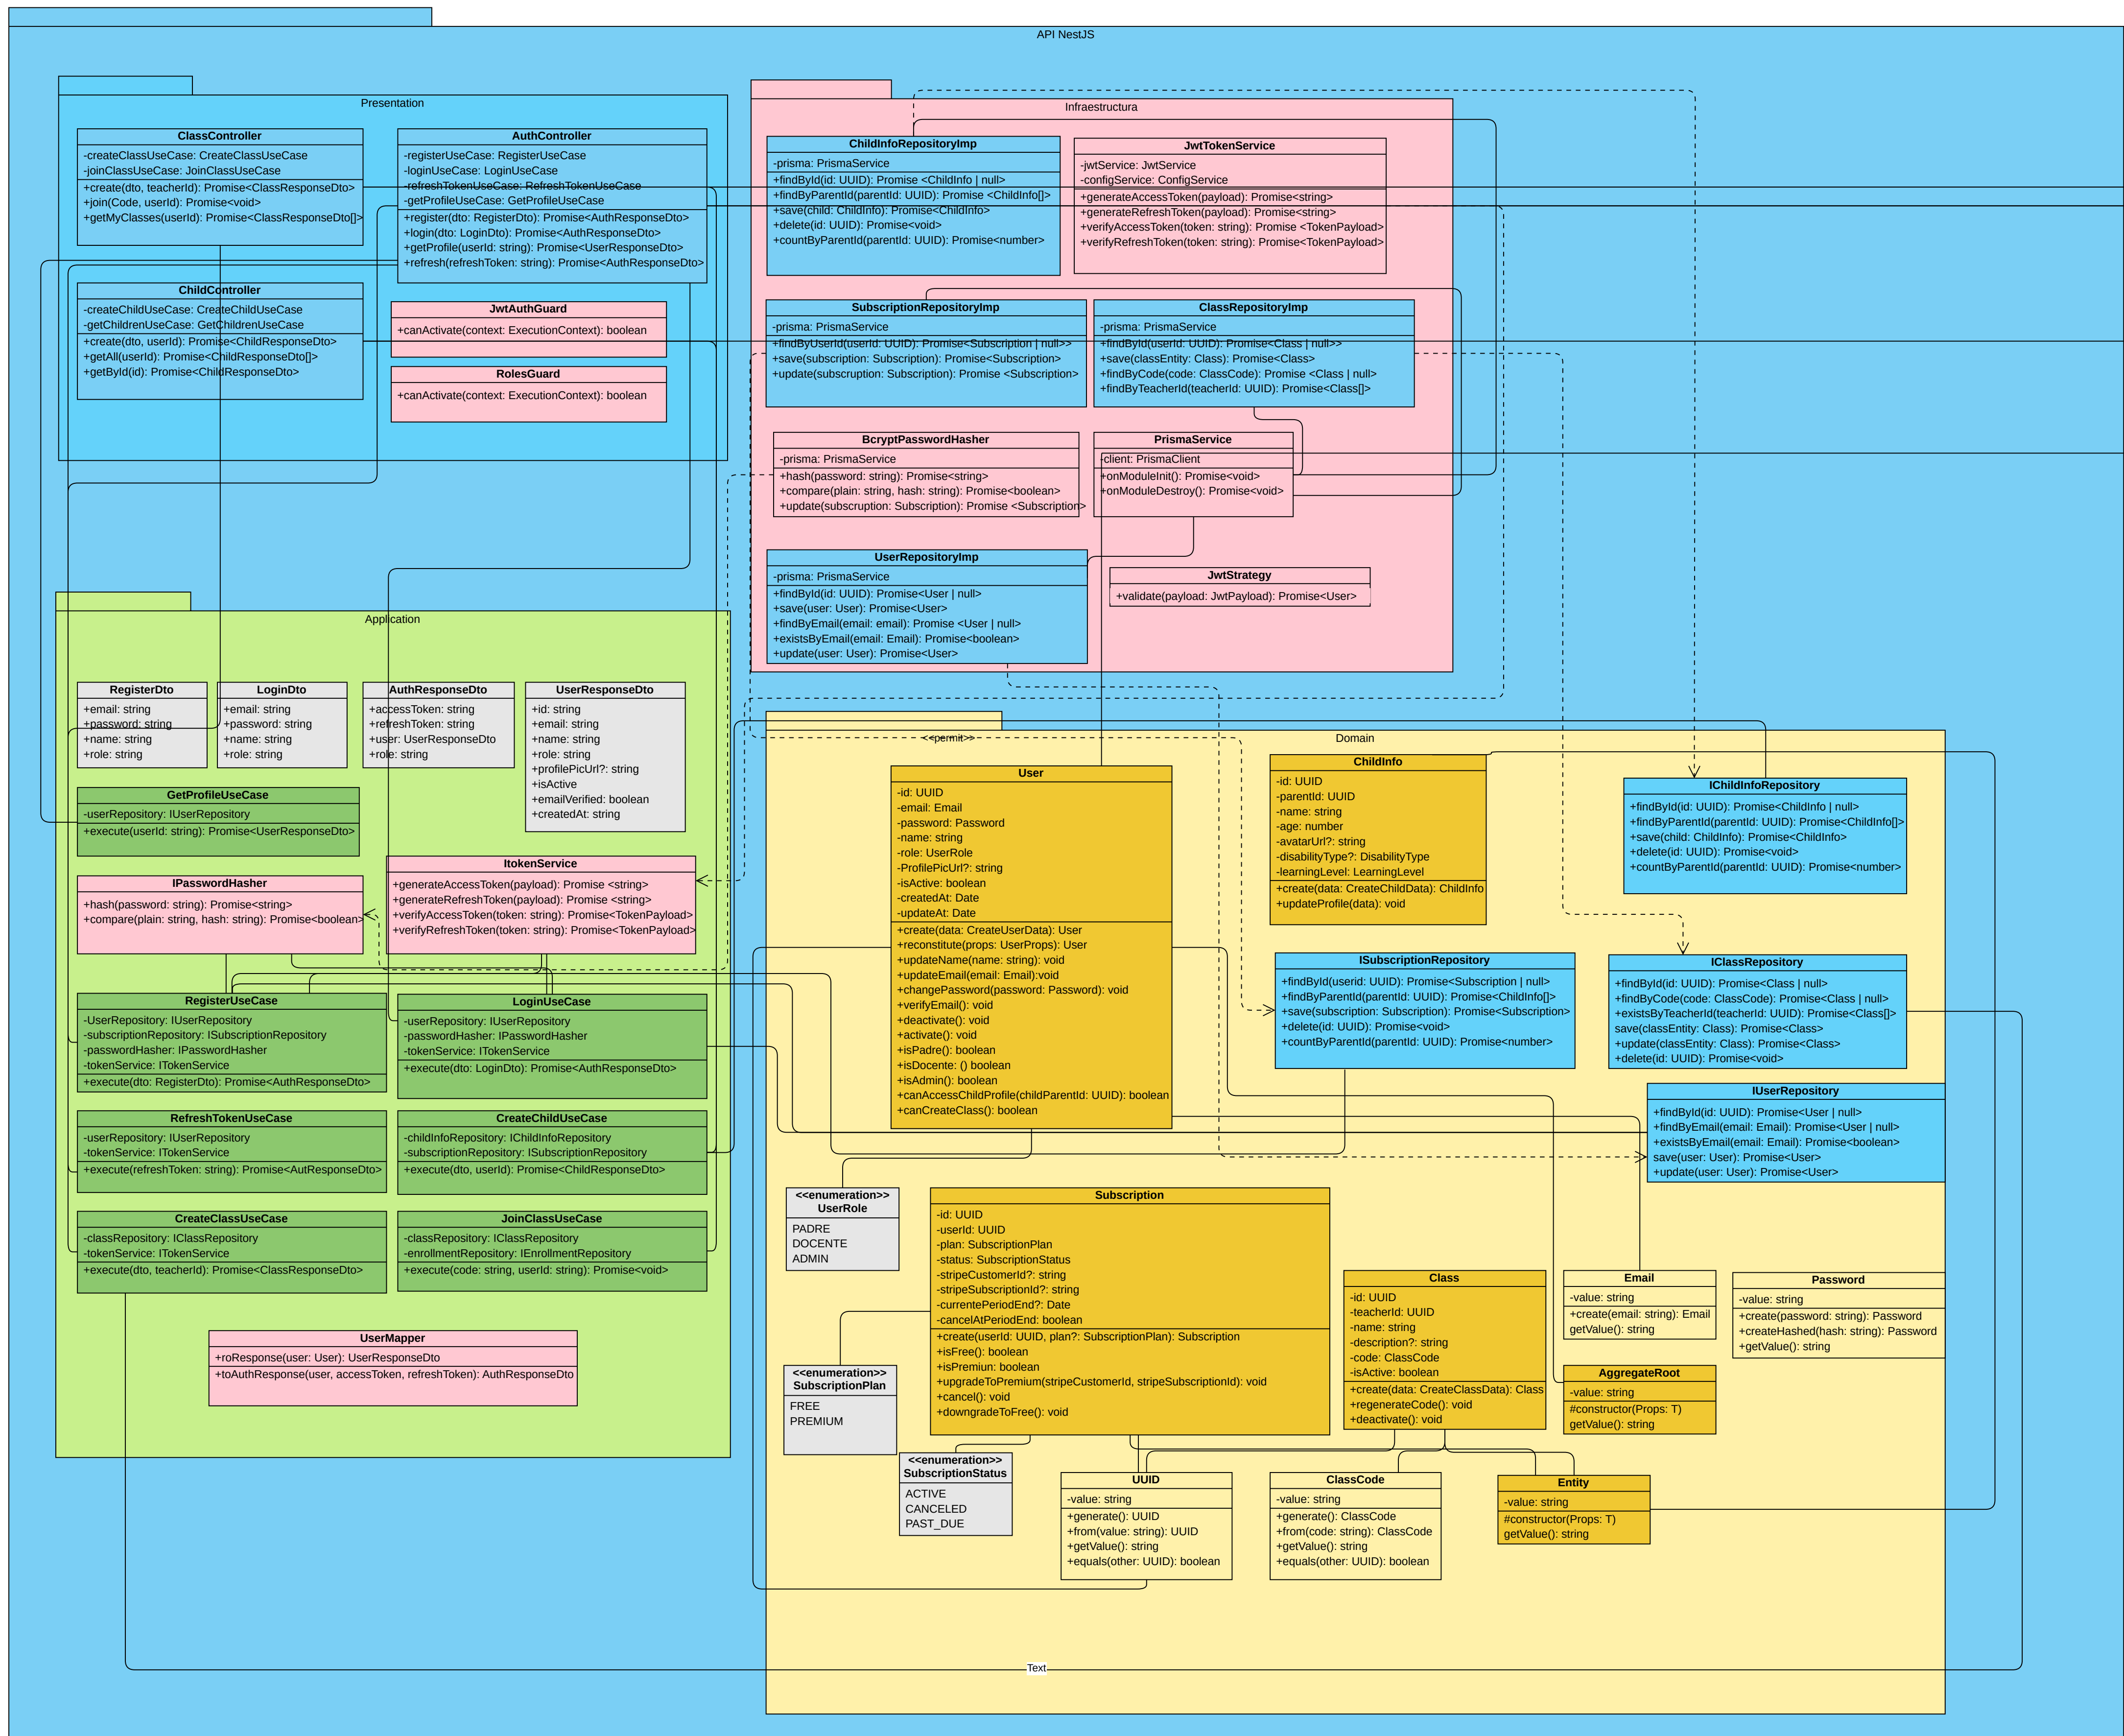 API NestJS
Presentation
ClassController
-createClassUseCase: CreateClassUseCase
-joinClassUseCase: JoinClassUseCase
+create(dto, teacherId): Promise<ClassResponseDto>
+join(Code, userId): Promise<void>
+getMyClasses(userId): Promise<ClassResponseDto[]>
AuthController
-registerUseCase: RegisterUseCase
-loginUseCase: LoginUseCase
-refreshTokenUseCase: RefreshTokenUseCase
-getProfileUseCase: GetProfileUseCase
+register(dto: RegisterDto): Promise<AuthResponseDto>
+login(dto: LoginDto): Promise<AuthResponseDto>
+getProfile(userId: string): Promise<UserResponseDto>
+refresh(refreshToken: string): Promise<AuthResponseDto>
ChildController
-createChildUseCase: CreateChildUseCase
-getChildrenUseCase: GetChildrenUseCase
+create(dto, userId): Promise<ChildResponseDto>
+getAll(userId): Promise<ChildResponseDto[]>
+getById(id): Promise<ChildResponseDto>
JwtAuthGuard
+canActivate(context: ExecutionContext): boolean
RolesGuard
+canActivate(context: ExecutionContext): boolean
Infraestructura
ChildInfoRepositoryImp
-prisma: PrismaService
+findById(id: UUID): Promise <ChildInfo | null>
+findByParentId(parentId: UUID): Promise <ChildInfo[]>
+save(child: ChildInfo): Promise<ChildInfo>
+delete(id: UUID): Promise<void>
+countByParentId(parentId: UUID): Promise<number>
JwtTokenService
-jwtService: JwtService
-configService: ConfigService
+generateAccessToken(payload): Promise<string>
+generateRefreshToken(payload): Promise<string>
+verifyAccessToken(token: string): Promise <TokenPayload>
+verifyRefreshToken(token: string): Promise<TokenPayload>
SubscriptionRepositoryImp
-prisma: PrismaService
+findByUserId(userId: UUID): Promise<Subscription | null>>
+save(subscription: Subscription): Promise<Subscription>
+update(subscruption: Subscription): Promise <Subscription>
ClassRepositoryImp
-prisma: PrismaService
+findById(userId: UUID): Promise<Class | null>>
+save(classEntity: Class): Promise<Class>
+findByCode(code: ClassCode): Promise <Class | null>
+findByTeacherId(teacherId: UUID): Promise<Class[]>
BcryptPasswordHasher
-prisma: PrismaService
+hash(password: string): Promise<string>
+compare(plain: string, hash: string): Promise<boolean>
+update(subscruption: Subscription): Promise <Subscription>
PrismaService
-client: PrismaClient
+onModuleInit(): Promise<void>
+onModuleDestroy(): Promise<void>
UserRepositoryImp
-prisma: PrismaService
+findById(id: UUID): Promise<User | null>
+save(user: User): Promise<User>
+findByEmail(email: email): Promise <User | null>
+existsByEmail(email: Email): Promise<boolean>
+update(user: User): Promise<User>
JwtStrategy
+validate(payload: JwtPayload): Promise<User>
Application
RegisterDto
+email: string
+password: string
+name: string
+role: string
LoginDto
+email: string
+password: string
+name: string
+role: string
AuthResponseDto
+accessToken: string
+refreshToken: string
+user: UserResponseDto
+role: string
UserResponseDto
+id: string
+email: string
+name: string
+role: string
+profilePicUrl?: string
+isActive
+emailVerified: boolean
+createdAt: string
GetProfileUseCase
-userRepository: IUserRepository
+execute(userId: string): Promise<UserResponseDto>
IPasswordHasher
+hash(password: string): Promise<string>
+compare(plain: string, hash: string): Promise<boolean>
ItokenService
+generateAccessToken(payload): Promise <string>
+generateRefreshToken(payload): Promise <string>
+verifyAccessToken(token: string): Promise<TokenPayload>
+verifyRefreshToken(token: string): Promise<TokenPayload>
RegisterUseCase
-UserRepository: IUserRepository
-subscriptionRepository: ISubscriptionRepository
-passwordHasher: IPasswordHasher
-tokenService: ITokenService
+execute(dto: RegisterDto): Promise<AuthResponseDto>
LoginUseCase
-userRepository: IUserRepository
-passwordHasher: IPasswordHasher
-tokenService: ITokenService
+execute(dto: LoginDto): Promise<AuthResponseDto>
RefreshTokenUseCase
-userRepository: IUserRepository
-tokenService: ITokenService
+execute(refreshToken: string): Promise<AutResponseDto>
CreateChildUseCase
-childInfoRepository: IChildInfoRepository
-subscriptionRepository: ISubscriptionRepository
+execute(dto, userId): Promise<ChildResponseDto>
CreateClassUseCase
-classRepository: IClassRepository
-tokenService: ITokenService
+execute(dto, teacherId): Promise<ClassResponseDto>
JoinClassUseCase
-classRepository: IClassRepository
-enrollmentRepository: IEnrollmentRepository
+execute(code: string, userId: string): Promise<void>
UserMapper
+roResponse(user: User): UserResponseDto
+toAuthResponse(user, accessToken, refreshToken): AuthResponseDto
<<permit>>
Domain
User
-id: UUID
-email: Email
-password: Password
-name: string
-role: UserRole
-ProfilePicUrl?: string
-isActive: boolean
-createdAt: Date
-updateAt: Date
+create(data: CreateUserData): User
+reconstitute(props: UserProps): User
+updateName(name: string): void
+updateEmail(email: Email):void
+changePassword(password: Password): void
+verifyEmail(): void
+deactivate(): void
+activate(): void
+isPadre(): boolean
+isDocente: () boolean
+isAdmin(): boolean
+canAccessChildProfile(childParentId: UUID): boolean
+canCreateClass(): boolean
ChildInfo
-id: UUID
-parentId: UUID
-name: string
-age: number
-avatarUrl?: string
-disabilityType?: DisabilityType
-learningLevel: LearningLevel
+create(data: CreateChildData): ChildInfo
+updateProfile(data): void
IChildInfoRepository
+findById(id: UUID): Promise<ChildInfo | null>
+findByParentId(parentId: UUID): Promise<ChildInfo[]>
+save(child: ChildInfo): Promise<ChildInfo>
+delete(id: UUID): Promise<void>
+countByParentId(parentId: UUID): Promise<number>
ISubscriptionRepository
+findById(userid: UUID): Promise<Subscription | null>
+findByParentId(parentId: UUID): Promise<ChildInfo[]>
+save(subscription: Subscription): Promise<Subscription>
+delete(id: UUID): Promise<void>
+countByParentId(parentId: UUID): Promise<number>
IClassRepository
+findById(id: UUID): Promise<Class | null>
+findByCode(code: ClassCode): Promise<Class | null>
+existsByTeacherId(teacherId: UUID): Promise<Class[]>
save(classEntity: Class): Promise<Class>
+update(classEntity: Class): Promise<Class>
+delete(id: UUID): Promise<void>
IUserRepository
+findById(id: UUID): Promise<User | null>
+findByEmail(email: Email): Promise<User | null>
+existsByEmail(email: Email): Promise<boolean>
save(user: User): Promise<User>
+update(user: User): Promise<User>
<<enumeration>>
UserRole
PADRE
DOCENTE
ADMIN
Subscription
-id: UUID
-userId: UUID
-plan: SubscriptionPlan
-status: SubscriptionStatus
-stripeCustomerId?: string
-stripeSubscriptionId?: string
-currentePeriodEnd?: Date
-cancelAtPeriodEnd: boolean
+create(userId: UUID, plan?: SubscriptionPlan): Subscription
+isFree(): boolean
+isPremiun: boolean
+upgradeToPremium(stripeCustomerId, stripeSubscriptionId): void
+cancel(): void
+downgradeToFree(): void
Class
-id: UUID
-teacherId: UUID
-name: string
-description?: string
-code: ClassCode
-isActive: boolean
+create(data: CreateClassData): Class
+regenerateCode(): void
+deactivate(): void
Email
-value: string
+create(email: string): Email
getValue(): string
Password
-value: string
+create(password: string): Password
+createHashed(hash: string): Password
+getValue(): string
<<enumeration>>
SubscriptionPlan
FREE
PREMIUM
AggregateRoot
-value: string
#constructor(Props: T)
getValue(): string
<<enumeration>>
SubscriptionStatus
ACTIVE
CANCELED
PAST_DUE
UUID
-value: string
+generate(): UUID
+from(value: string): UUID
+getValue(): string
+equals(other: UUID): boolean
ClassCode
-value: string
+generate(): ClassCode
+from(code: string): ClassCode
+getValue(): string
+equals(other: UUID): boolean
Entity
-value: string
#constructor(Props: T)
getValue(): string
Text